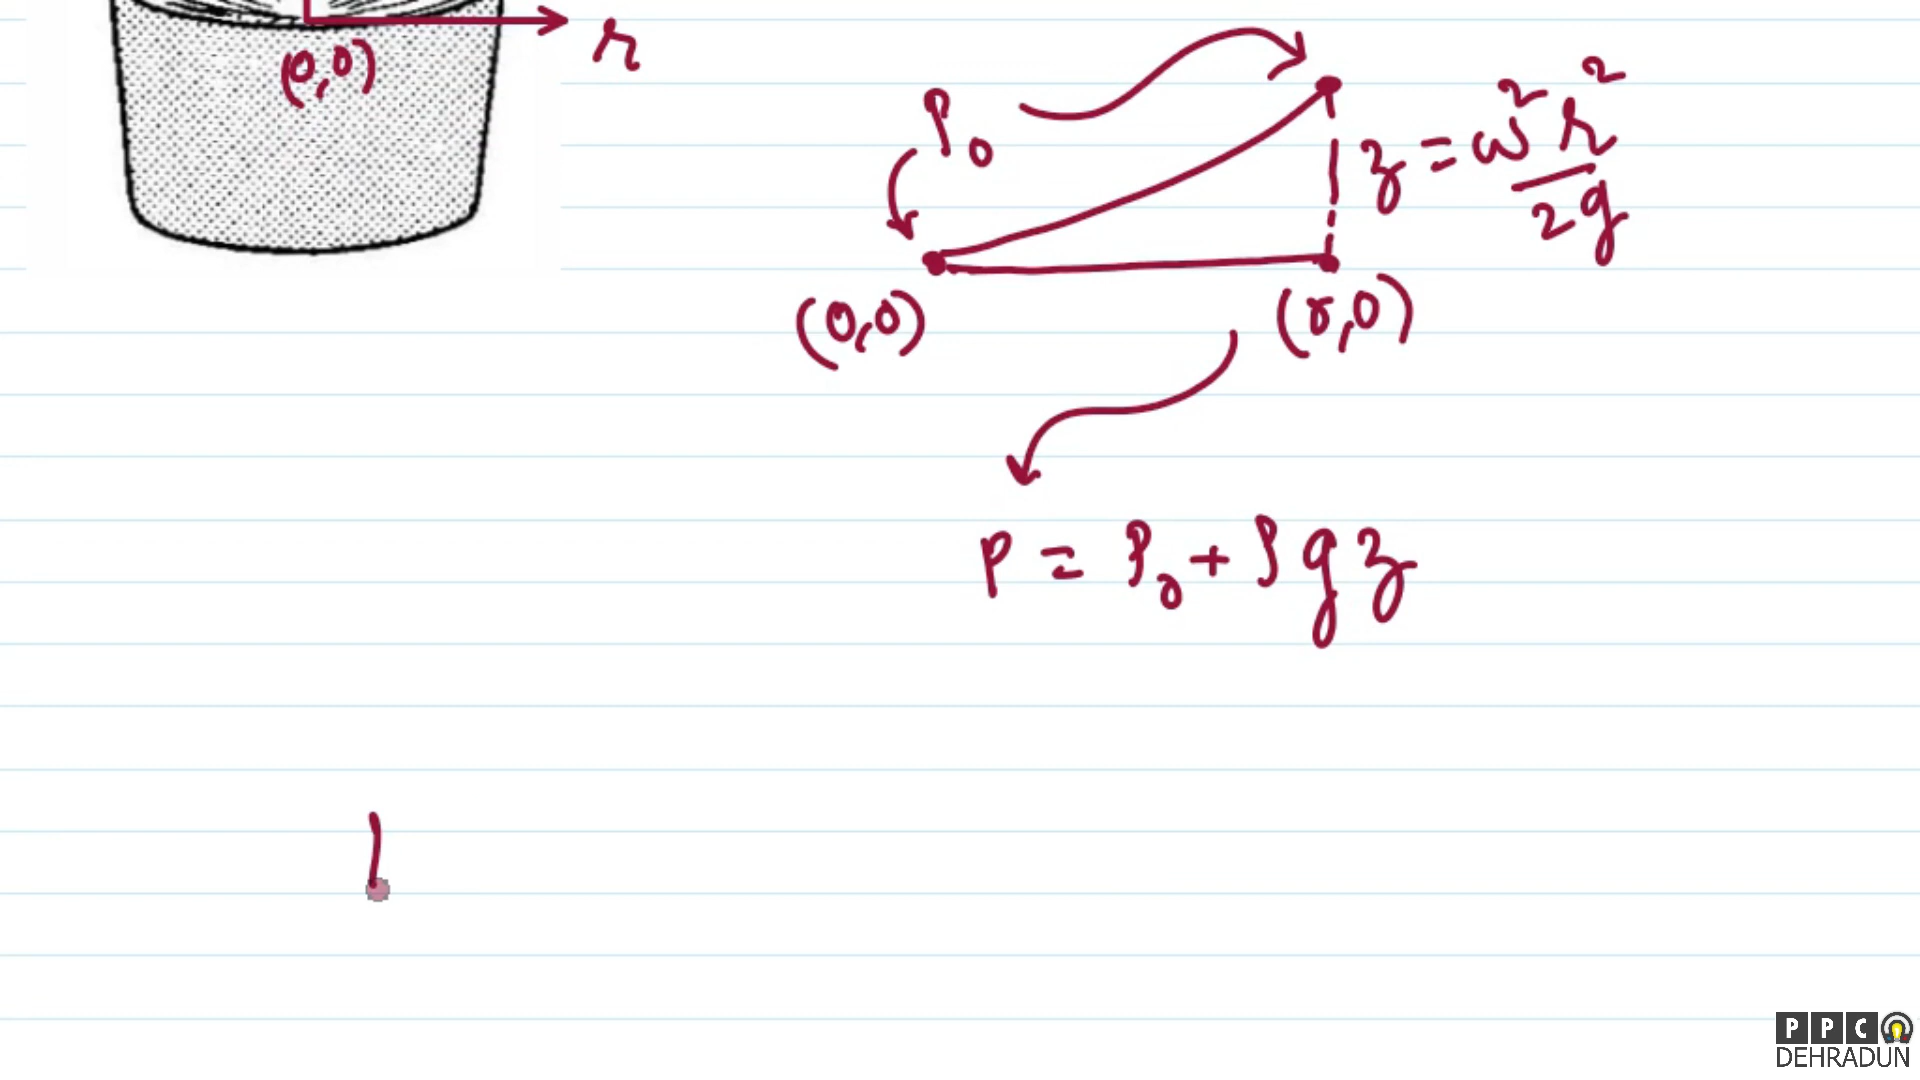 r
(0,0)
P₀
z = ω²r²/2g
(0,0)
(r,0)
P = P₀ + ρgz
PPC
DEHRADUN